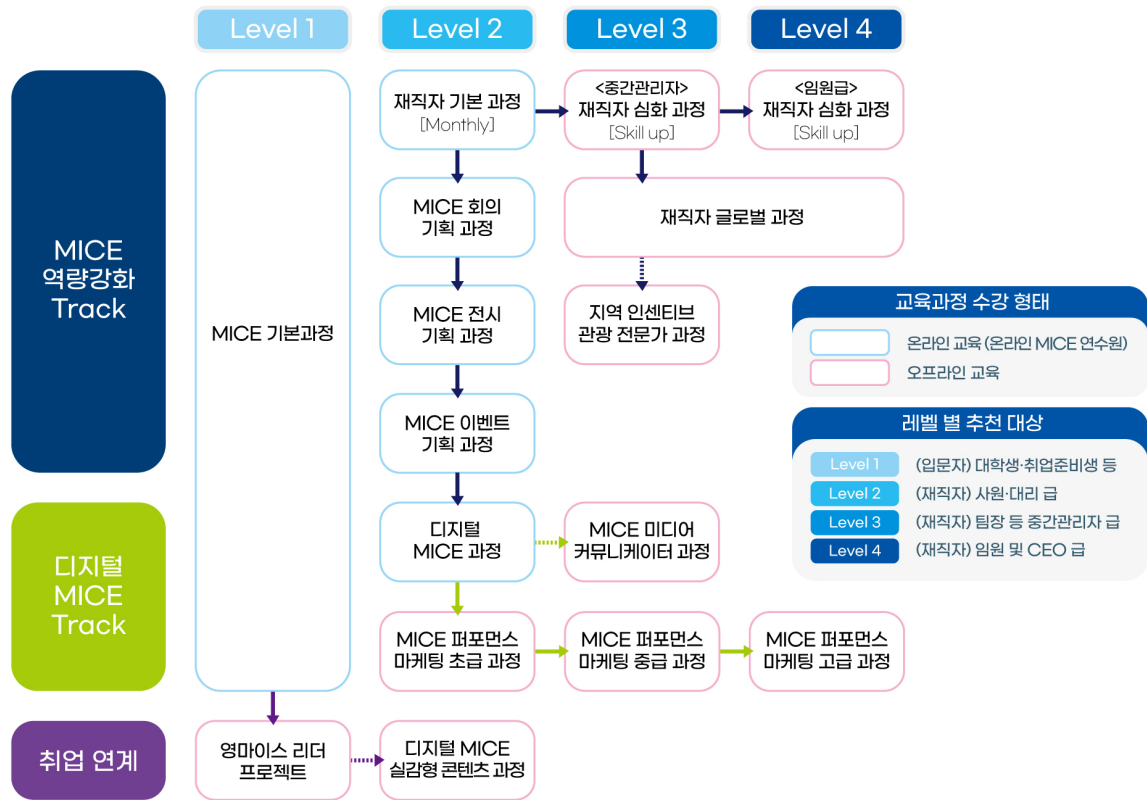 Level 1
Level 2
Level 3
Level 4
MICE
역량강화
Track
MICE 기본과정
재직자 기본 과정
[Monthly]
<중간관리자>
재직자 심화 과정
[Skill up]
<임원급>
재직자 심화 과정
[Skill up]
MICE 회의
기획 과정
재직자 글로벌 과정
MICE 전시
기획 과정
지역 인센티브
관광 전문가 과정
MICE 이벤트
기획 과정
디지털
MICE
Track
디지털
MICE 과정
MICE 미디어
커뮤니케이터 과정
MICE 퍼포먼스
마케팅 초급 과정
MICE 퍼포먼스
마케팅 중급 과정
MICE 퍼포먼스
마케팅 고급 과정
취업 연계
영마이스 리더
프로젝트
디지털 MICE
실감형 콘텐츠 과정
교육과정 수강 형태
온라인 교육 (온라인 MICE 연수원)
오프라인 교육
레벨 별 추천 대상
Level 1 (입문자) 대학생·취업준비생 등
Level 2 (재직자) 사원·대리 급
Level 3 (재직자) 팀장 등 중간관리자 급
Level 4 (재직자) 임원 및 CEO 급